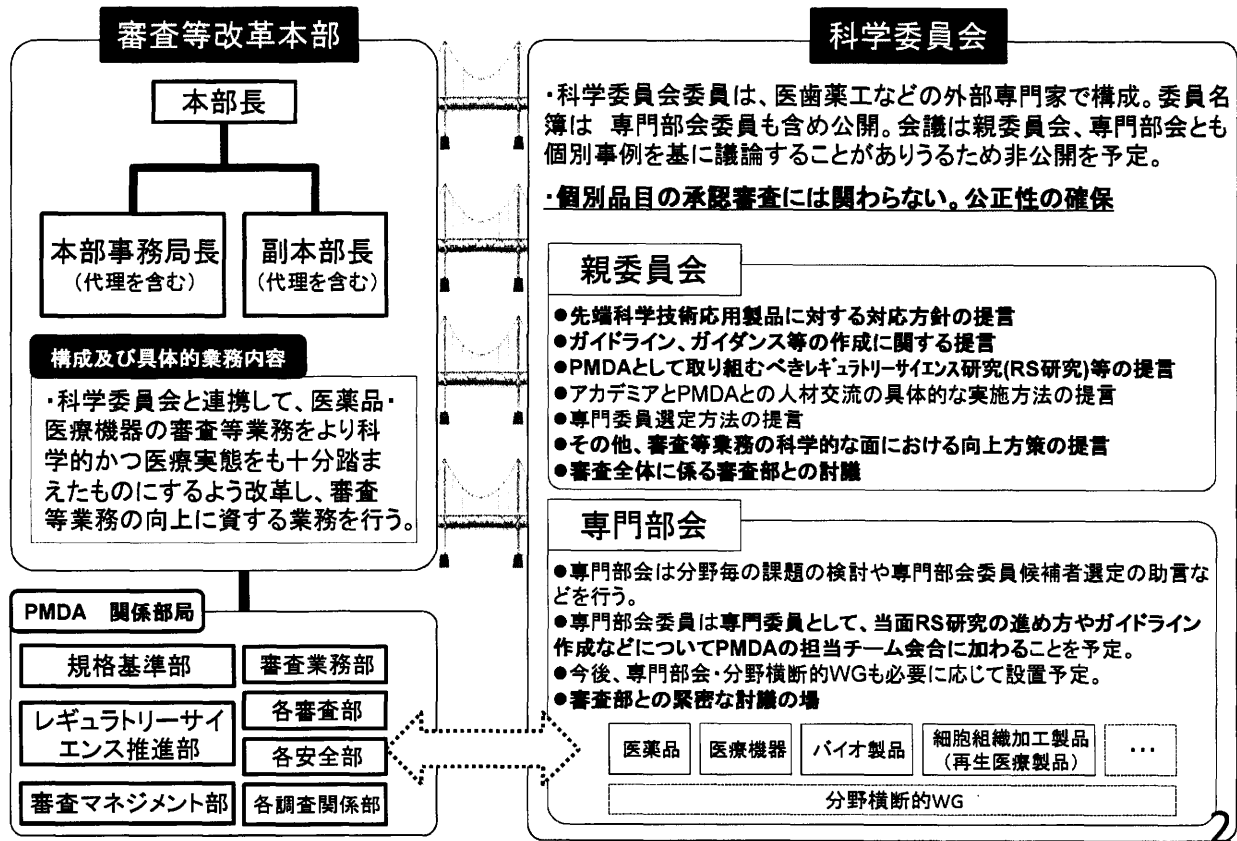 審査等改革本部
本部長
本部事務局長
(代理を含む)
副本部長
(代理を含む)
構成及び具体的業務内容
・科学委員会と連携して、医薬品・
医療機器の審査等業務をより科
学的かつ医療実態をも十分踏ま
えたものにするよう改革し、審査
等業務の向上に資する業務を行う。
PMDA 関係部局
規格基準部
審査業務部
レギュラトリーサイ
エンス推進部
各審査部
各安全部
審査マネジメント部
各調査関係部
科学委員会
・科学委員会委員は、医歯薬工などの外部専門家で構成。委員名
簿は 専門部会委員も含め公開。会議は親委員会、専門部会とも
個別事例を基に議論することがありうるため非公開を予定。
・個別品目の承認審査には関わらない。公正性の確保
親委員会
●先端科学技術応用製品に対する対応方針の提言
●ガイドライン、ガイダンス等の作成に関する提言
●PMDAとして取り組むべきレギュラトリーサイエンス研究(RS研究)等の提言
●アカデミアとPMDAとの人材交流の具体的な実施方法の提言
●専門委員選定方法の提言
●その他、審査等業務の科学的な面における向上方策の提言
●審査全体に係る審査部との討議
専門部会
●専門部会は分野毎の課題の検討や専門部会委員候補者選定の助言な
どを行う。
●専門部会委員は専門委員として、当面RS研究の進め方やガイドライン
作成などについてPMDAの担当チーム会合に加わることを予定。
●今後、専門部会・分野横断的WGも必要に応じて設置予定。
●審査部との緊密な討議の場
医薬品
医療機器
バイオ製品
細胞組織加工製品
(再生医療製品)
…
分野横断的WG
2